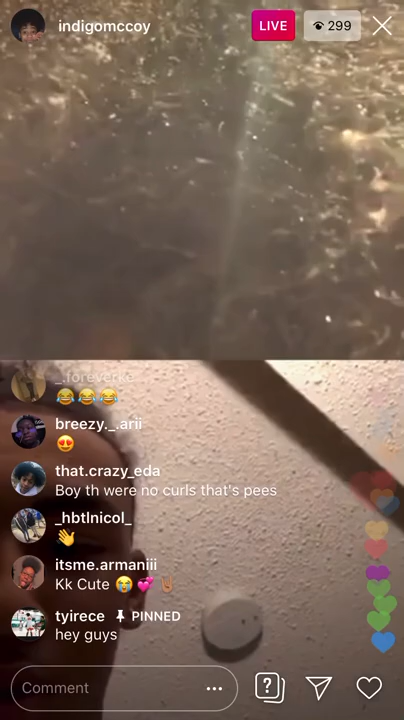 indigomccoy
LIVE
299
_.foreverke
😂😂😂
breezy._.arii
😍
that.crazy_eda
Boy th were no curls that's pees
_hbtlnicol_
👋
itsme.armaniii
Kk Cute 😭💞🤘🏽
tyirece PINNED
hey guys
Comment